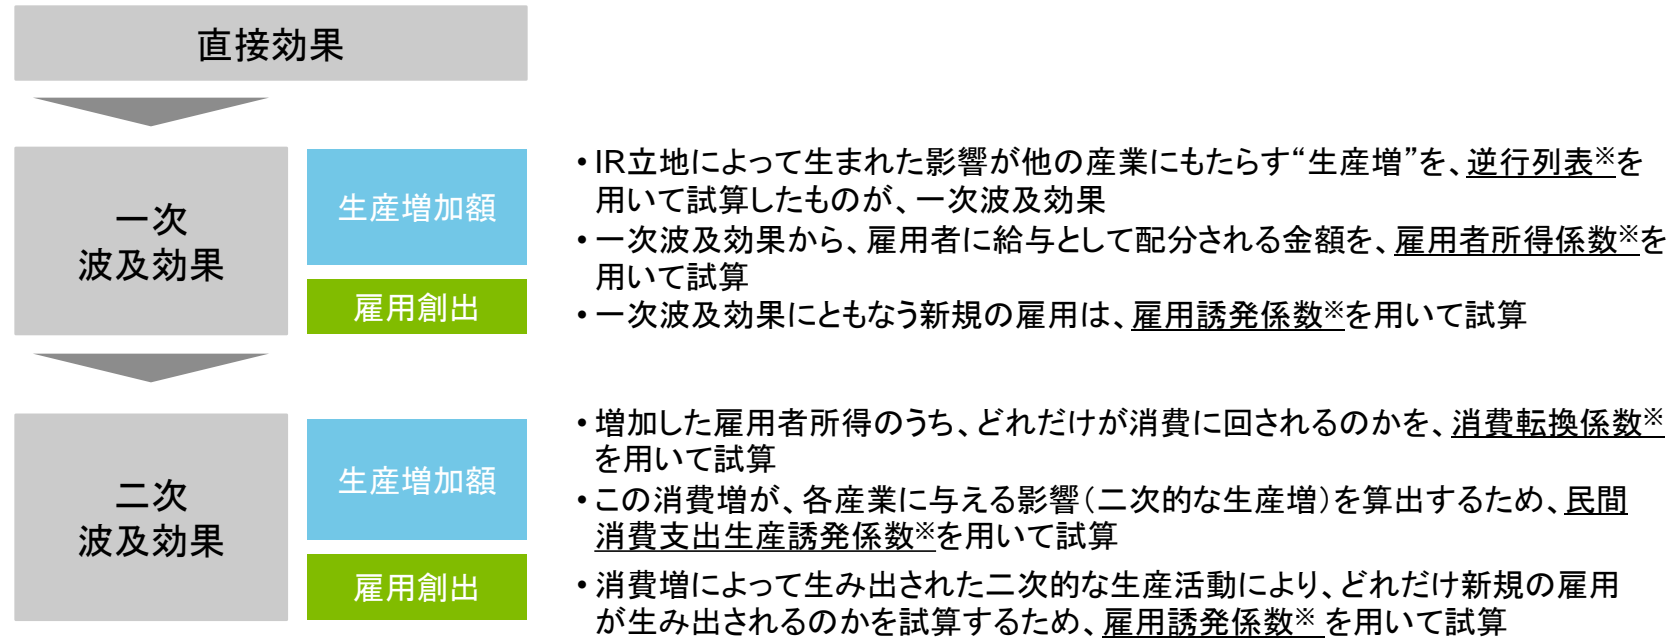 直接効果
一次
波及効果
生産増加額
雇用創出
• IR立地によって生まれた影響が他の産業にもたらす“生産増”を、逆行列表※を
用いて試算したものが、一次波及効果
• 一次波及効果から、雇用者に給与として配分される金額を、雇用者所得係数※を
用いて試算
• 一次波及効果にともなう新規の雇用は、雇用誘発係数※を用いて試算
二次
波及効果
生産増加額
雇用創出
• 増加した雇用者所得のうち、どれだけが消費に回されるのかを、消費転換係数※
を用いて試算
• この消費増が、各産業に与える影響（二次的な生産増）を算出するため、民間
消費支出生産誘発係数※を用いて試算
• 消費増によって生み出された二次的な生産活動により、どれだけ新規の雇用
が生み出されるのかを試算するため、雇用誘発係数※ を用いて試算